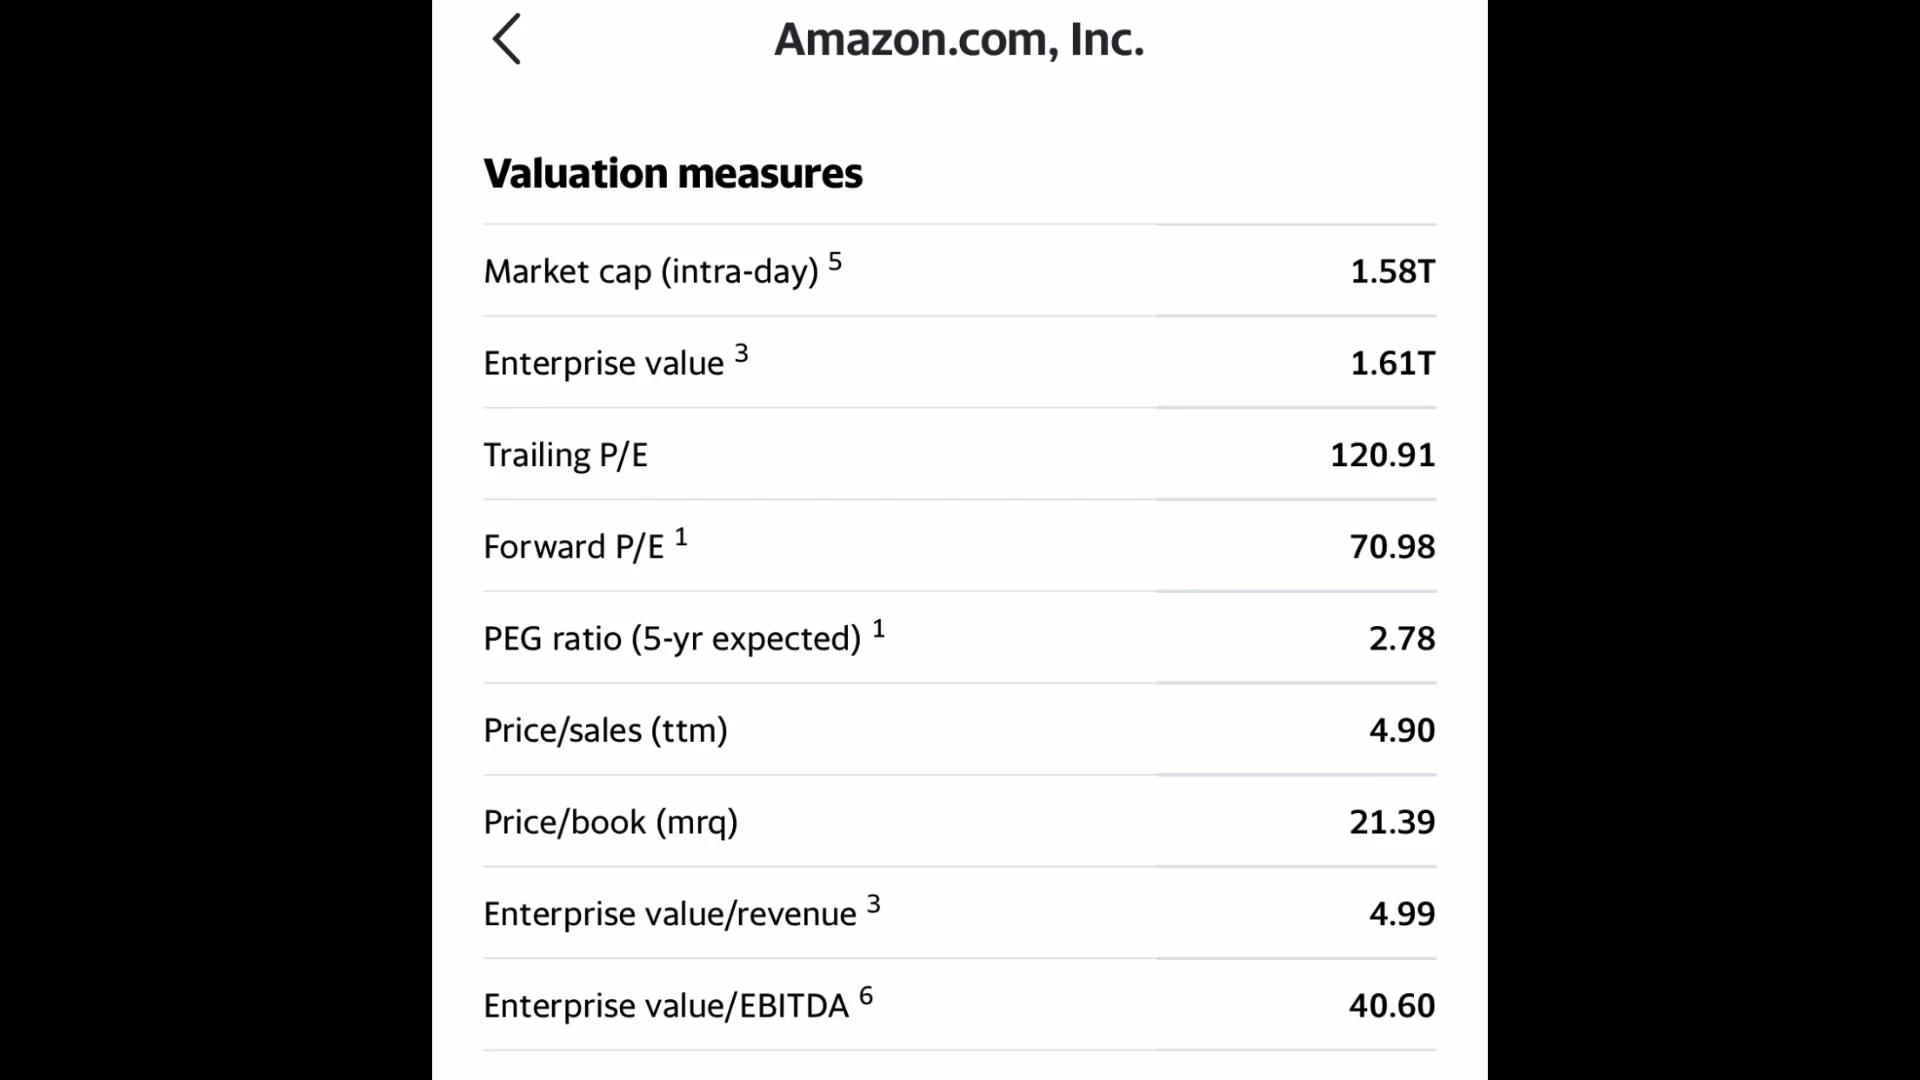 Amazon.com, Inc.
Valuation measures
Market cap (intra-day) 5 1.58T
Enterprise value 3 1.61T
Trailing P/E 120.91
Forward P/E 1 70.98
PEG ratio (5-yr expected) 1 2.78
Price/sales (ttm) 4.90
Price/book (mrq) 21.39
Enterprise value/revenue 3 4.99
Enterprise value/EBITDA 6 40.60